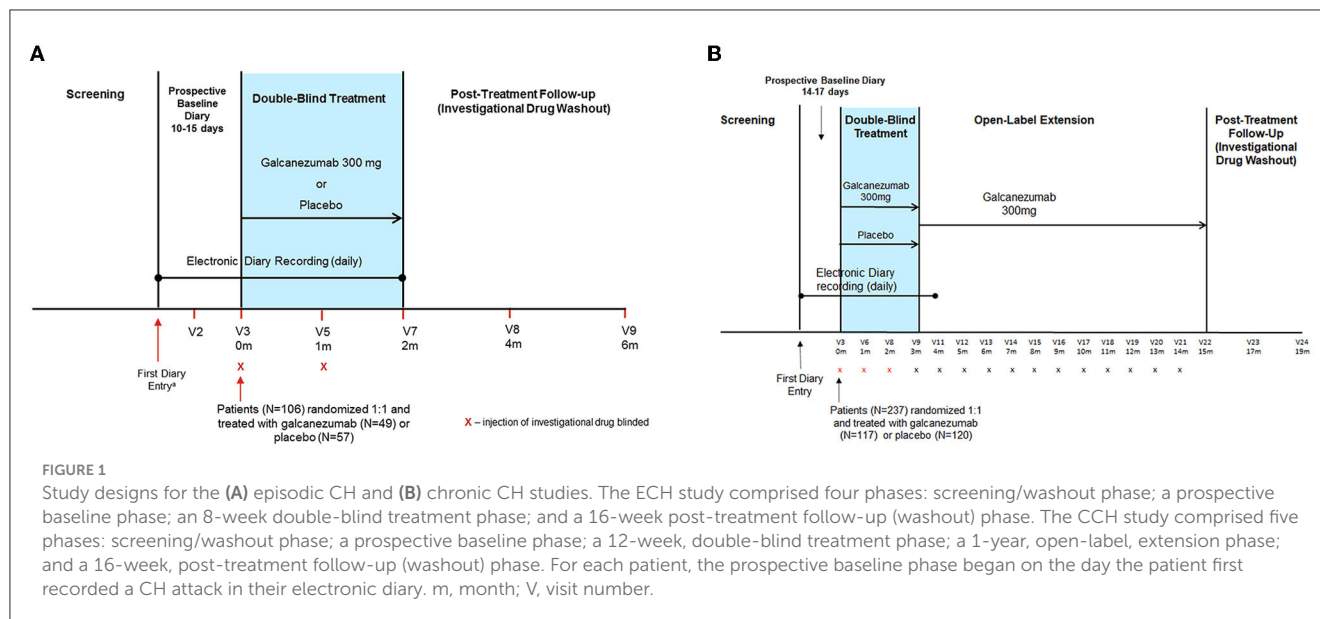 A
Screening
Prospective
Baseline
Diary
10-15 days
Double-Blind Treatment
Post-Treatment Follow-up
(Investigational Drug Washout)
Galcanezumab 300 mg
or
Placebo
Electronic Diary Recording (daily)
V2
V3
0m
V5
1m
V7
2m
V8
4m
V9
6m
X
X
First Diary
Entryᵃ
Patients (N=106) randomized 1:1 and
treated with galcanezumab (N=49) or
placebo (N=57)
X – injection of investigational drug blinded
B
Prospective Baseline Diary
14-17 days
Screening
Double-Blind
Treatment
Open-Label Extension
Post-Treatment
Follow-Up
(Investigational
Drug Washout)
Galcanezumab
300mg
Galcanezumab
300mg
Placebo
Electronic Diary
recording (daily)
V3 V6 V8 V9 V11 V12 V13 V14 V15 V16 V17 V18 V19 V20 V21 V22 V23 V24
0m 1m 2m 3m 4m 5m 6m 7m 8m 9m 10m 11m 12m 13m 14m 15m 17m 19m
x x x x x x x x x x x x x x x
First Diary
Entry
Patients (N=237) randomized 1:1
and treated with galcanezumab
(N=117) or placebo (N=120)
FIGURE 1
Study designs for the (A) episodic CH and (B) chronic CH studies. The ECH study comprised four phases: screening/washout phase; a prospective
baseline phase; an 8-week double-blind treatment phase; and a 16-week post-treatment follow-up (washout) phase. The CCH study comprised five
phases: screening/washout phase; a prospective baseline phase; a 12-week, double-blind treatment phase; a 1-year, open-label, extension phase;
and a 16-week, post-treatment follow-up (washout) phase. For each patient, the prospective baseline phase began on the day the patient first
recorded a CH attack in their electronic diary. m, month; V, visit number.